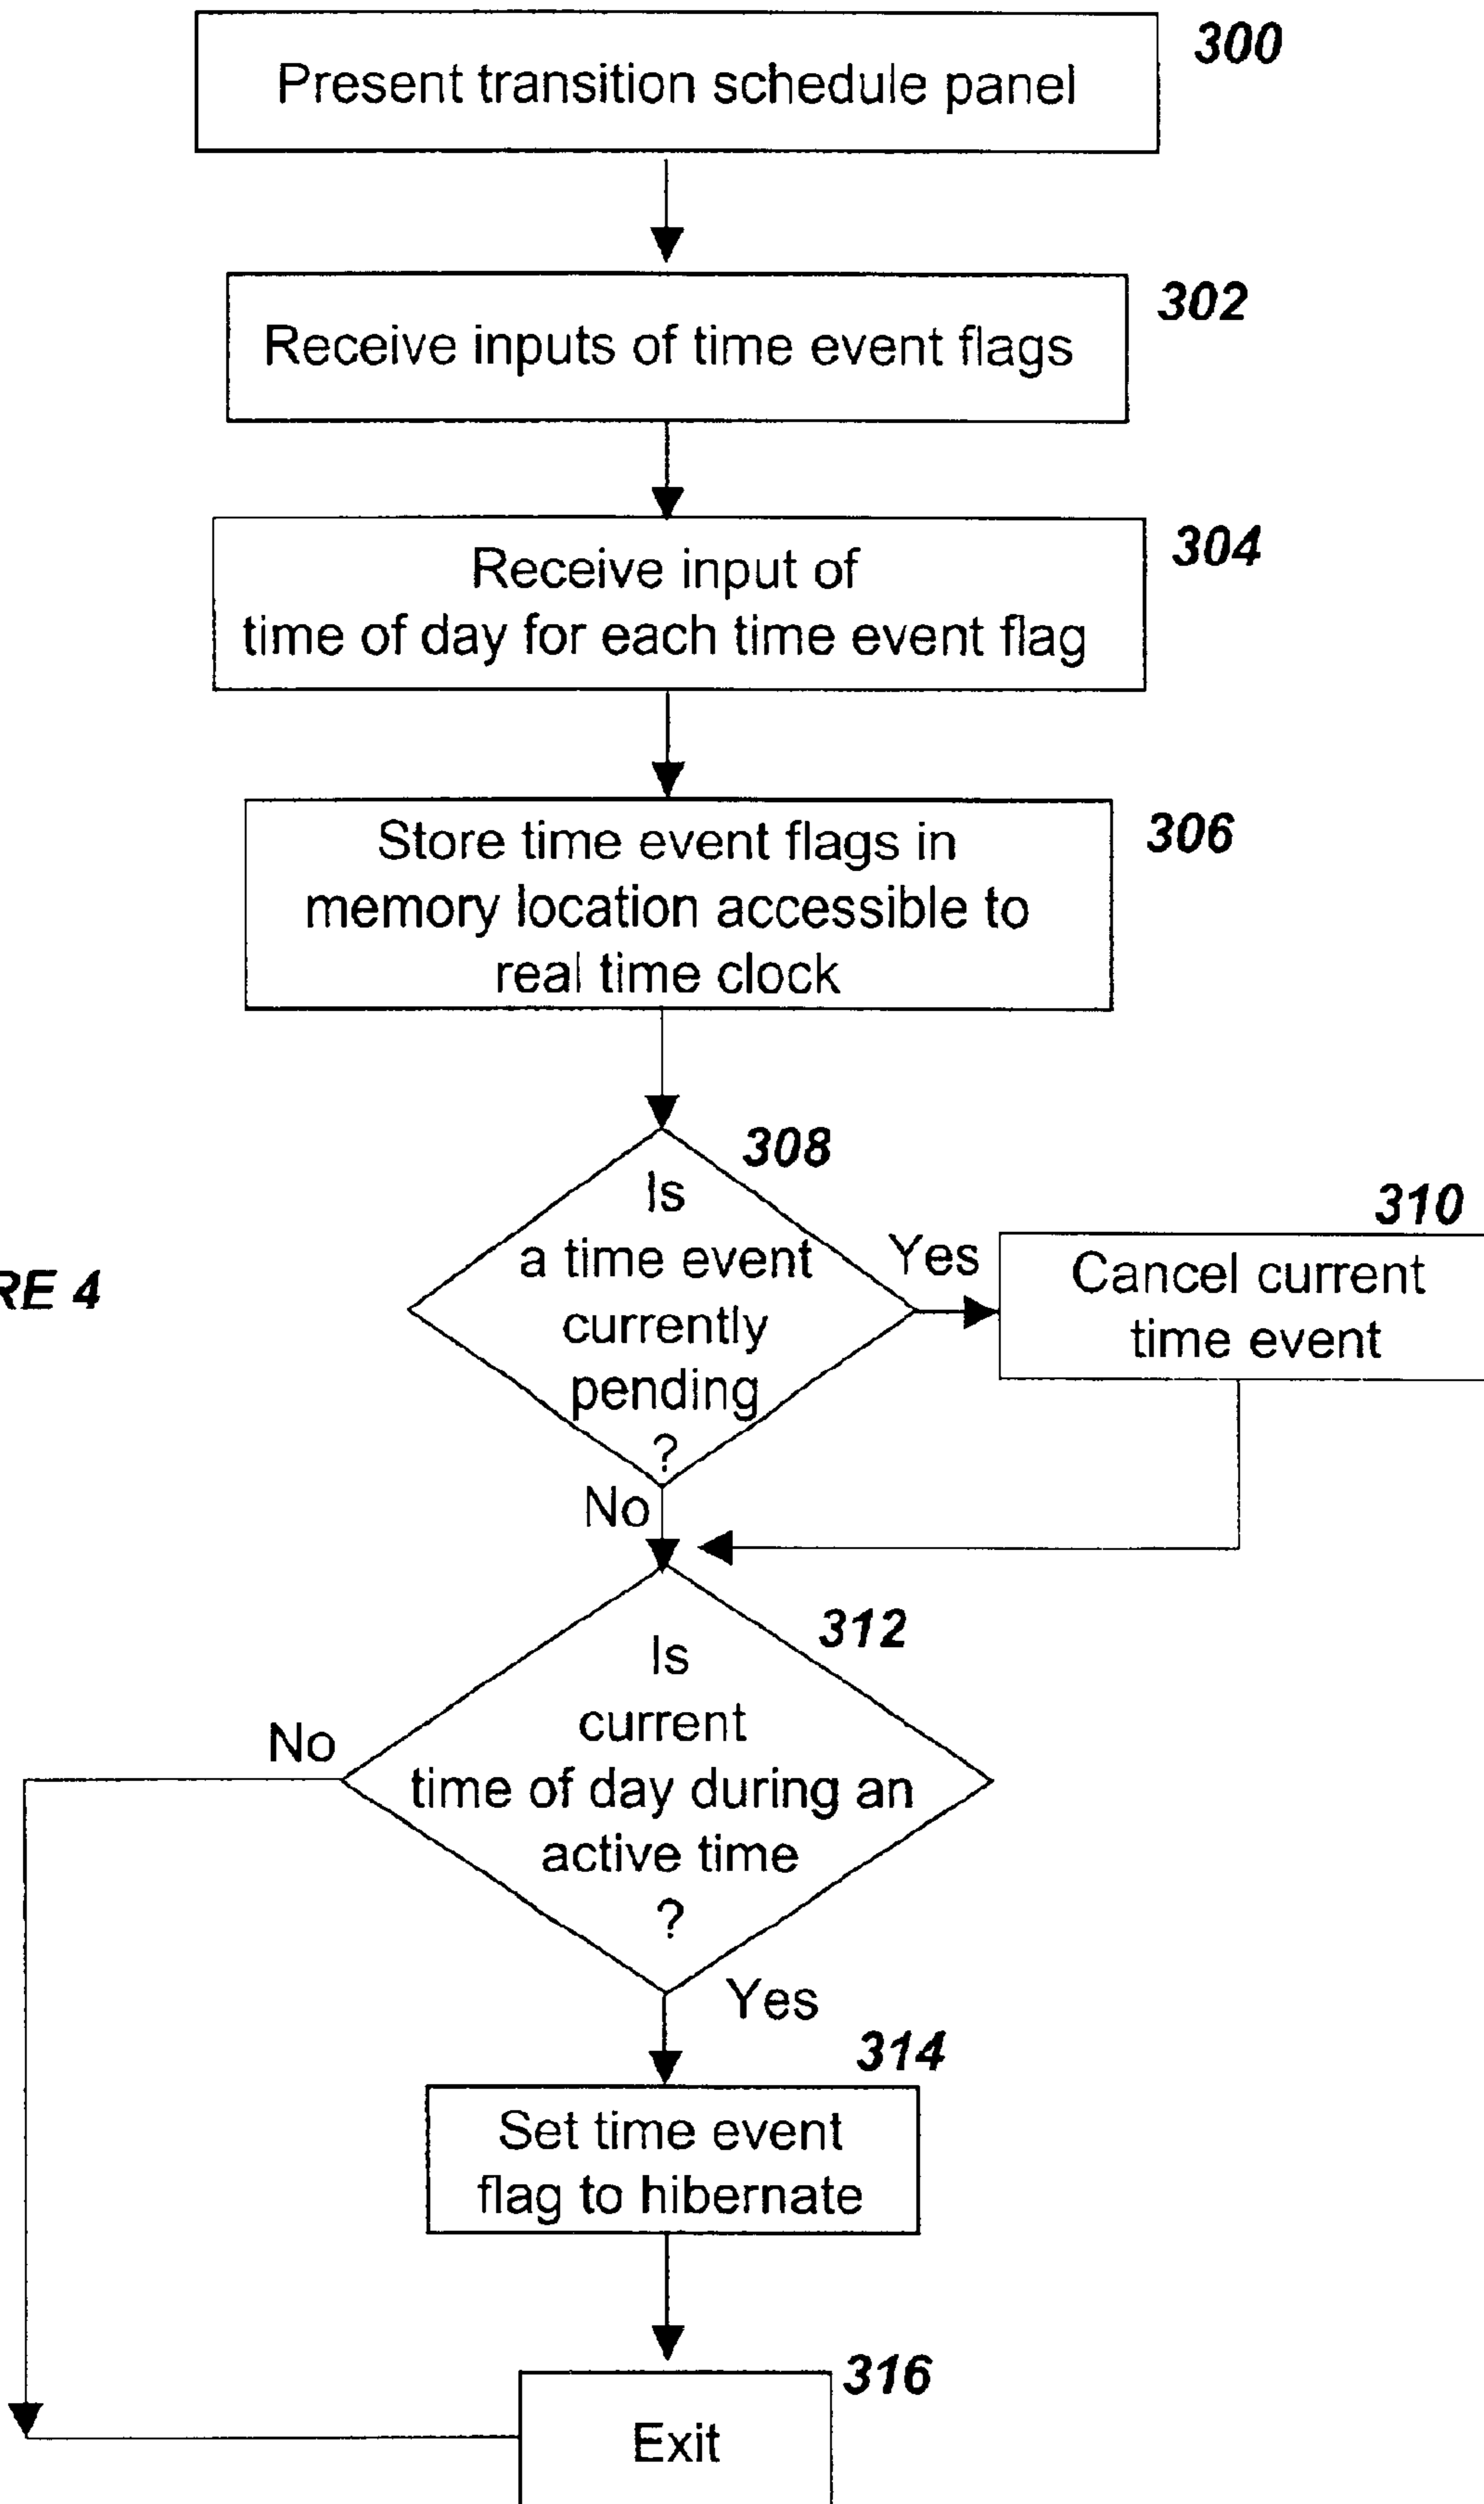 300
Present transition schedule panel
302
Receive inputs of time event flags
304
Receive input of
time of day for each time event flag
306
Store time event flags in
memory location accessible to
real time clock
308
Is
a time event
currently
pending
?
Yes
310
Cancel current
time event
RE 4
No
312
Is
current
time of day during an
active time
?
No
Yes
314
Set time event
flag to hibernate
316
Exit